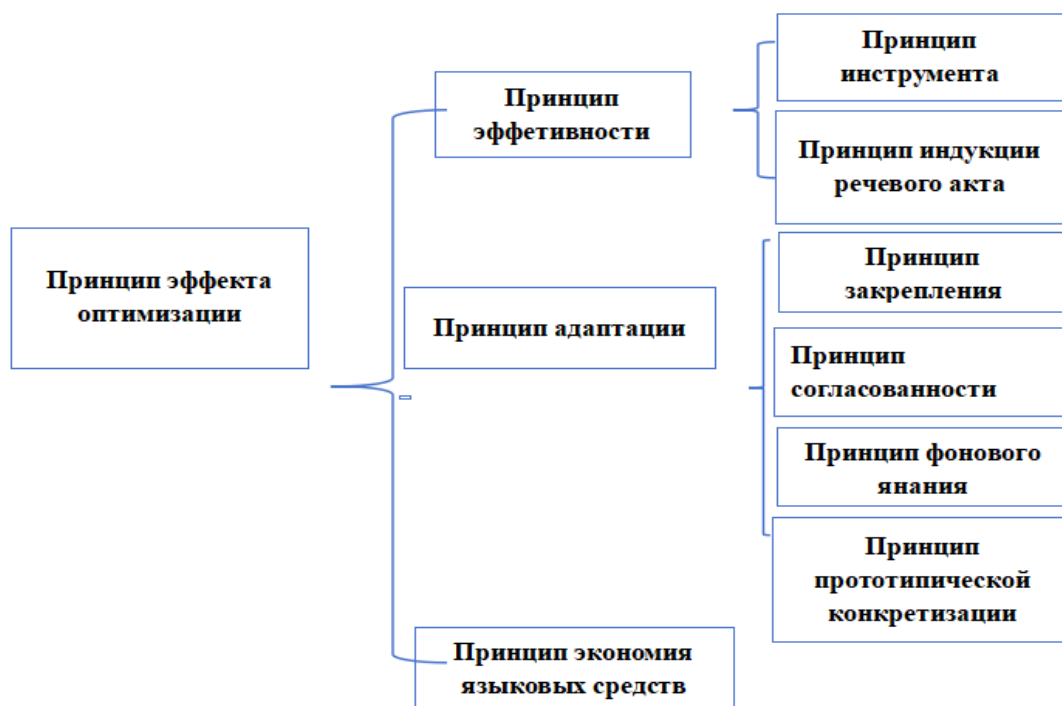 Принцип эффекта
оптимизации
Принцип
эффетивности
Принцип
инструмента
Принцип индукции
речевого акта
Принцип адаптации
Принцип
закрепления
Принцип
согласованности
Принцип фонового
янания
Принцип
прототипической
конкретизации
Принцип экономия
языковых средств